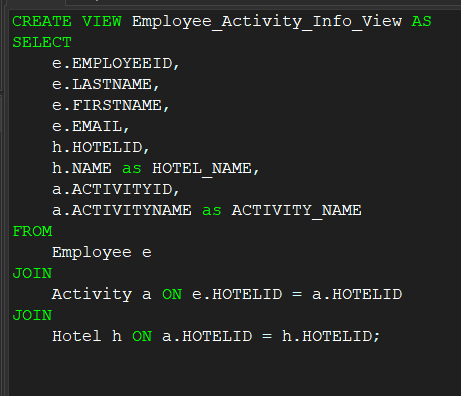 CREATE VIEW Employee_Activity_Info_View AS
SELECT
    e.EMPLOYEEID,
    e.LASTNAME,
    e.FIRSTNAME,
    e.EMAIL,
    h.HOTELID,
    h.NAME as HOTEL_NAME,
    a.ACTIVITYID,
    a.ACTIVITYNAME as ACTIVITY_NAME
FROM
    Employee e
JOIN
    Activity a ON e.HOTELID = a.HOTELID
JOIN
    Hotel h ON a.HOTELID = h.HOTELID;